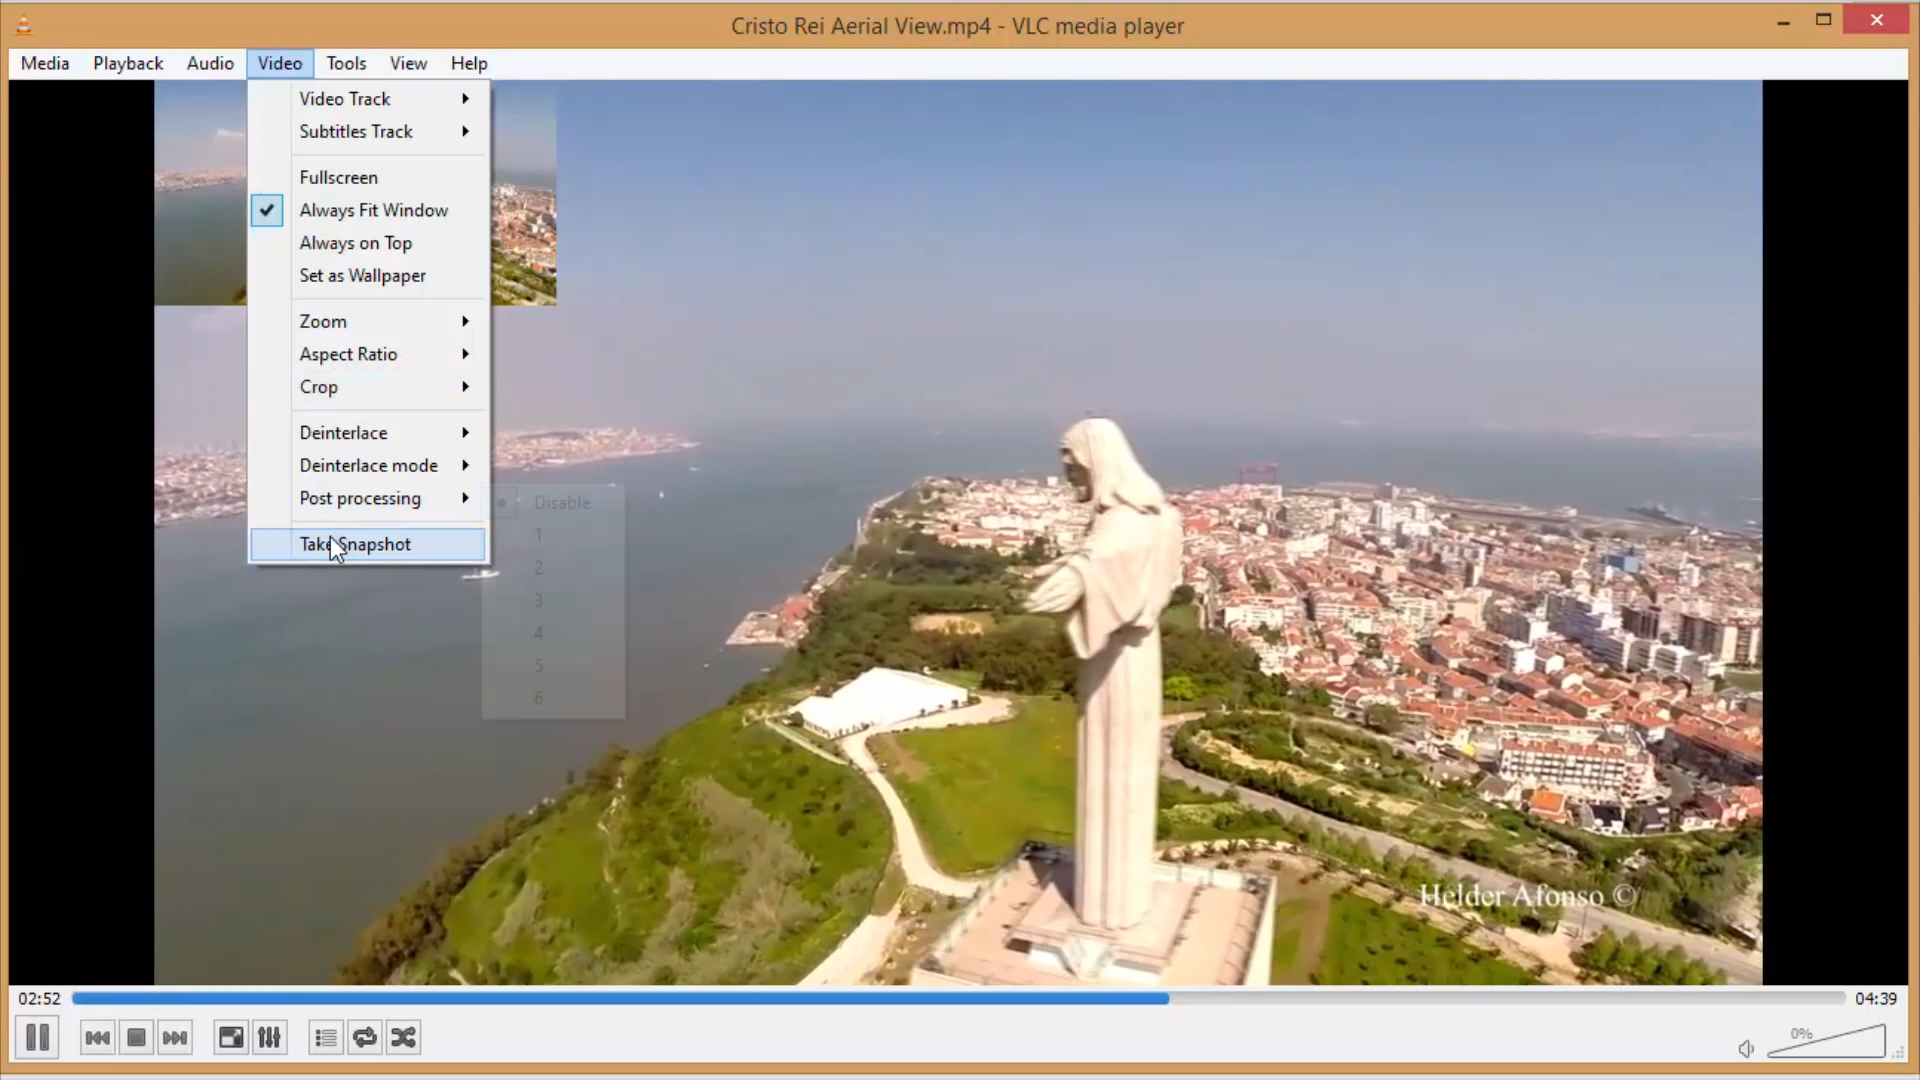 Cristo Rei Aerial View.mp4 - VLC media player
Media Playback Audio Video Tools View Help
Video Track
Subtitles Track
Fullscreen
Always Fit Window
Always on Top
Set as Wallpaper
Zoom
Aspect Ratio
Crop
Deinterlace
Deinterlace mode
Post processing
Take Snapshot
Disable
1
2
3
4
5
6
Helder Afonso ©
02:52
04:39
0%